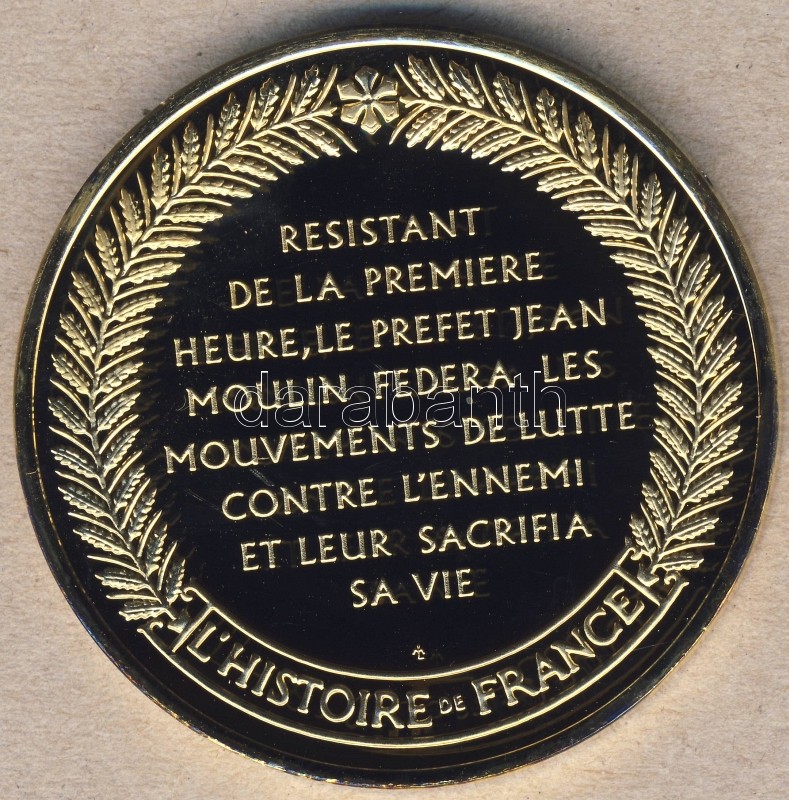 RESISTANT
DE LA PREMIERE
HEURE, LE PREFET JEAN
MOULIN FEDERA LES
MOUVEMENTS DE LUTTE
CONTRE L'ENNEMI
ET LEUR SACRIFIA
SA VIE
L'HISTOIRE DE FRANCE
darabanth